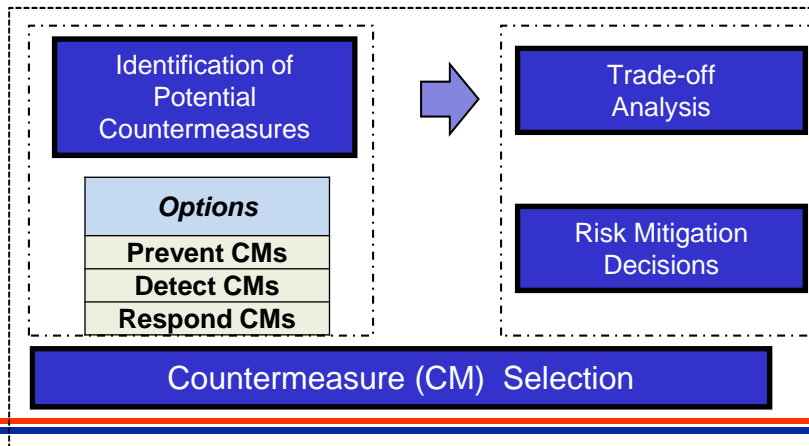 Identification of
Potential
Countermeasures
Options
Prevent CMs
Detect CMs
Respond CMs
Trade-off
Analysis
Risk Mitigation
Decisions
Countermeasure (CM) Selection